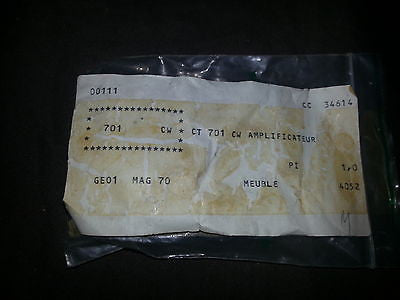 00111 CC 34614
*****************
* 701 CW * CT 701 CW AMPLIFICATEUR
*****************
PI 1,0
GE01 MAG 70 MEUBLE 4052
M